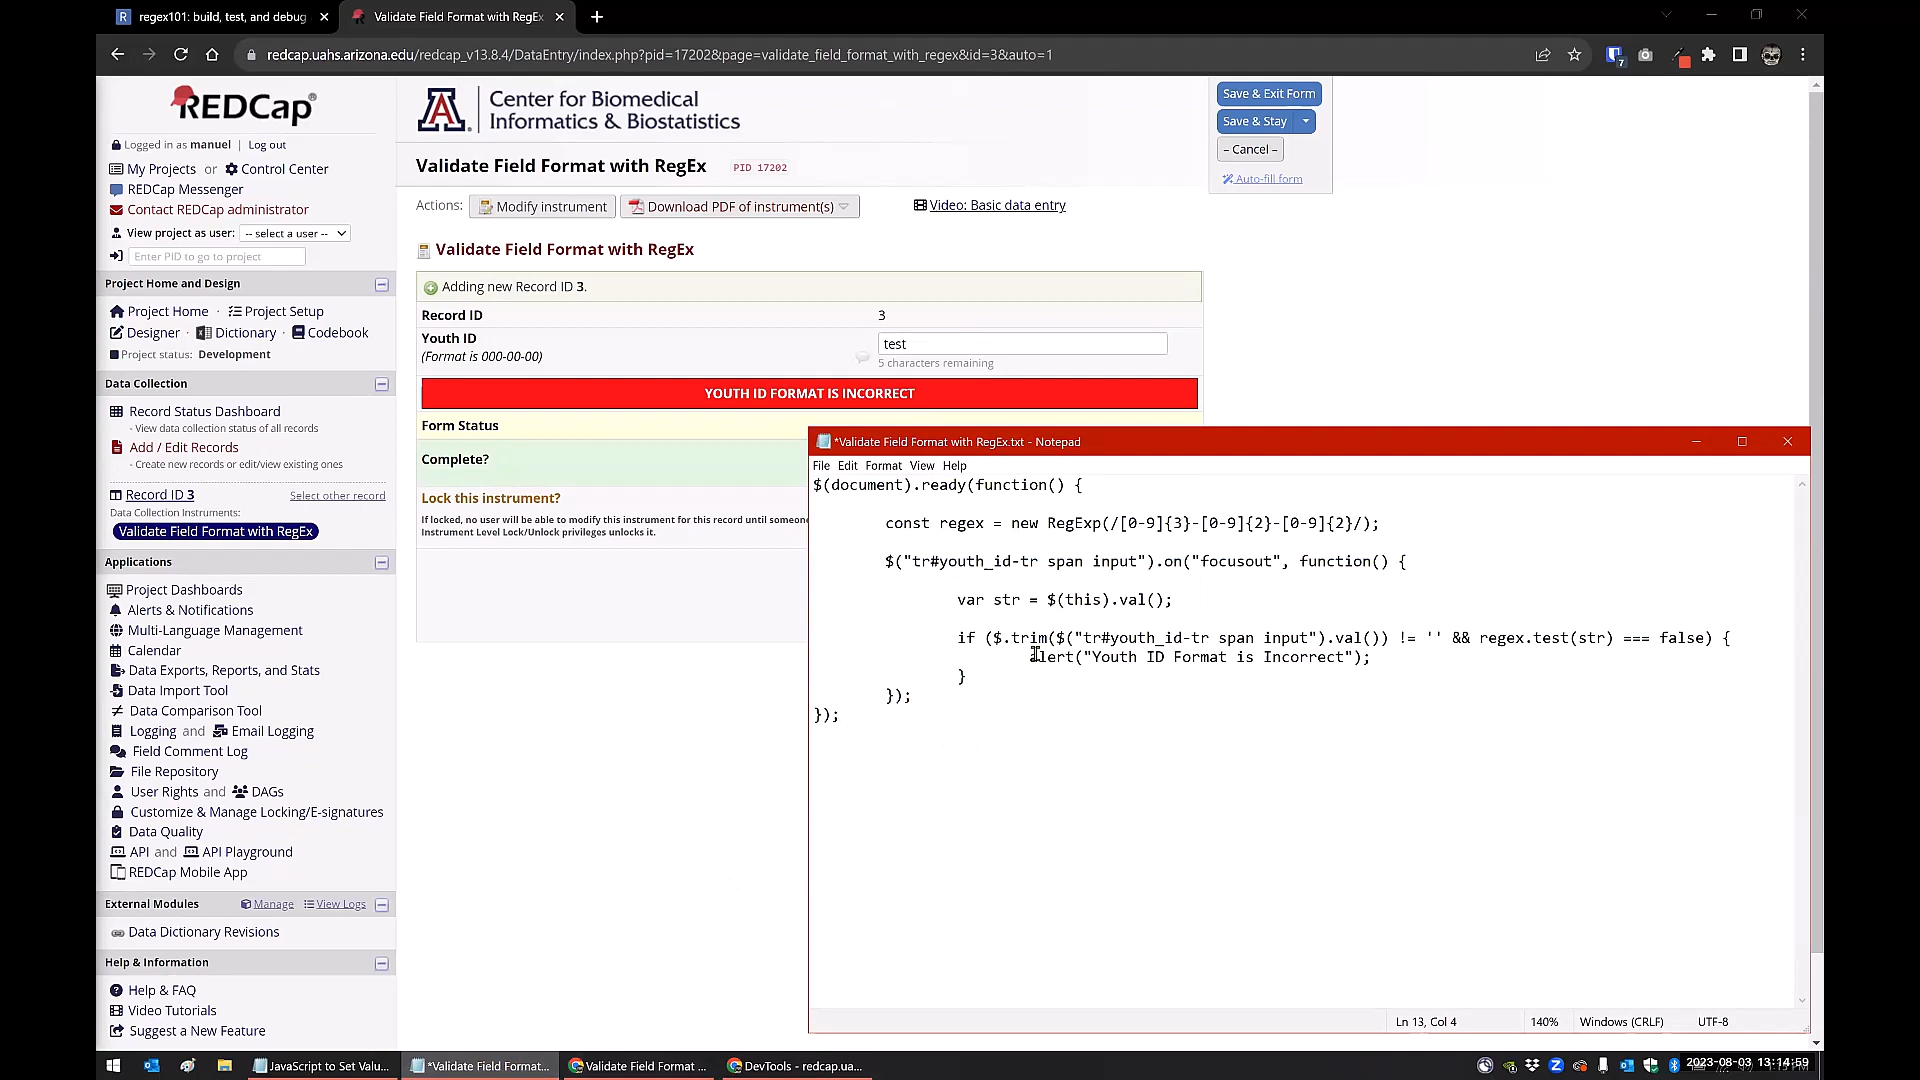 regex101: build, test, and debug
Validate Field Format with RegEx
redcap.uahs.arizona.edu/redcap_v13.8.4/DataEntry/index.php?pid=17202&page=validate_field_format_with_regex&id=3&auto=1
7
REDCap
Logged in as manuel | Log out
My Projects or Control Center
REDCap Messenger
Contact REDCap administrator
View project as user: -- select a user --
Enter PID to go to project
Project Home and Design
Project Home · Project Setup
Designer · Dictionary · Codebook
Project status: Development
Data Collection
Record Status Dashboard
- View data collection status of all records
Add / Edit Records
- Create new records or edit/view existing ones
Record ID 3 Select other record
Data Collection Instruments:
Validate Field Format with RegEx
Applications
Project Dashboards
Alerts & Notifications
Multi-Language Management
Calendar
Data Exports, Reports, and Stats
Data Import Tool
Data Comparison Tool
Logging and Email Logging
Field Comment Log
File Repository
User Rights and DAGs
Customize & Manage Locking/E-signatures
Data Quality
API and API Playground
REDCap Mobile App
External Modules Manage View Logs
Data Dictionary Revisions
Help & Information
Help & FAQ
Video Tutorials
Suggest a New Feature
A
Center for Biomedical
Informatics & Biostatistics
Validate Field Format with RegEx PID 17202
Actions: Modify instrument Download PDF of instrument(s) Video: Basic data entry
Save & Exit Form
Save & Stay
– Cancel –
Auto-fill form
Validate Field Format with RegEx
Adding new Record ID 3.
Record ID 3
Youth ID
(Format is 000-00-00)
test
5 characters remaining
YOUTH ID FORMAT IS INCORRECT
Form Status
Complete?
Lock this instrument?
If locked, no user will be able to modify this instrument for this record until someone
Instrument Level Lock/Unlock privileges unlocks it.
*Validate Field Format with RegEx.txt - Notepad
File Edit Format View Help
$(document).ready(function() {
const regex = new RegExp(/[0-9]{3}-[0-9]{2}-[0-9]{2}/);
$("tr#youth_id-tr span input").on("focusout", function() {
var str = $(this).val();
if ($.trim($("tr#youth_id-tr span input").val()) != '' && regex.test(str) === false) {
alert("Youth ID Format is Incorrect");
}
});
});
Ln 13, Col 4 140% Windows (CRLF) UTF-8
JavaScript to Set Valu...
*Validate Field Format...
Validate Field Format ...
DevTools - redcap.ua...
2023-08-03 13:14:59